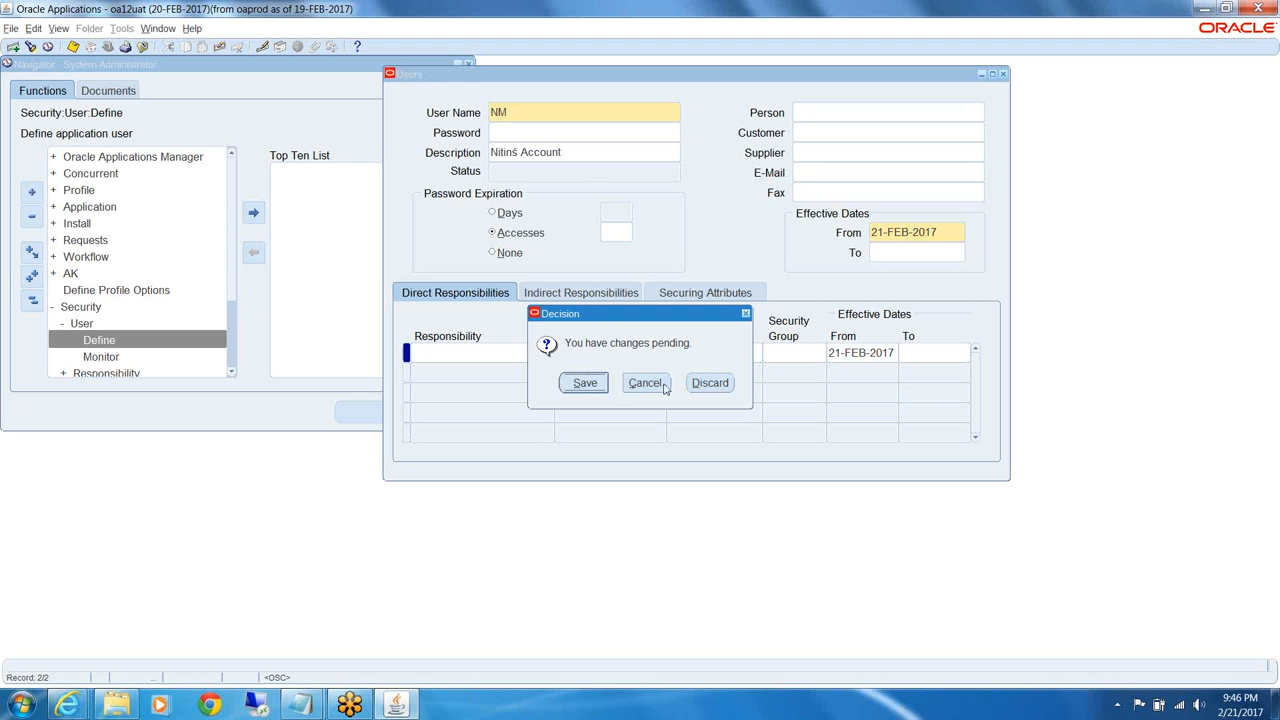 Oracle Applications - oa12uat (20-FEB-2017)(from oaprod as of 19-FEB-2017)
File Edit View Folder Tools Window Help
ORACLE
Navigator - System Administrator
Functions Documents
Security:User:Define
Define application user
+ Oracle Applications Manager
+ Concurrent
+ Profile
+ Application
+ Install
+ Requests
+ Workflow
+ AK
Define Profile Options
- Security
- User
Define
Monitor
+ Responsibility
Top Ten List
Users
User Name NM
Password
Description Nitinś Account
Status
Password Expiration
Days
Accesses
None
Person
Customer
Supplier
E-Mail
Fax
Effective Dates
From 21-FEB-2017
To
Direct Responsibilities Indirect Responsibilities Securing Attributes
Responsibility
Security
Group
Effective Dates
From To
21-FEB-2017
Decision
You have changes pending.
Save Cancel Discard
Record: 2/2 ... <OSC>
9:46 PM
2/21/2017